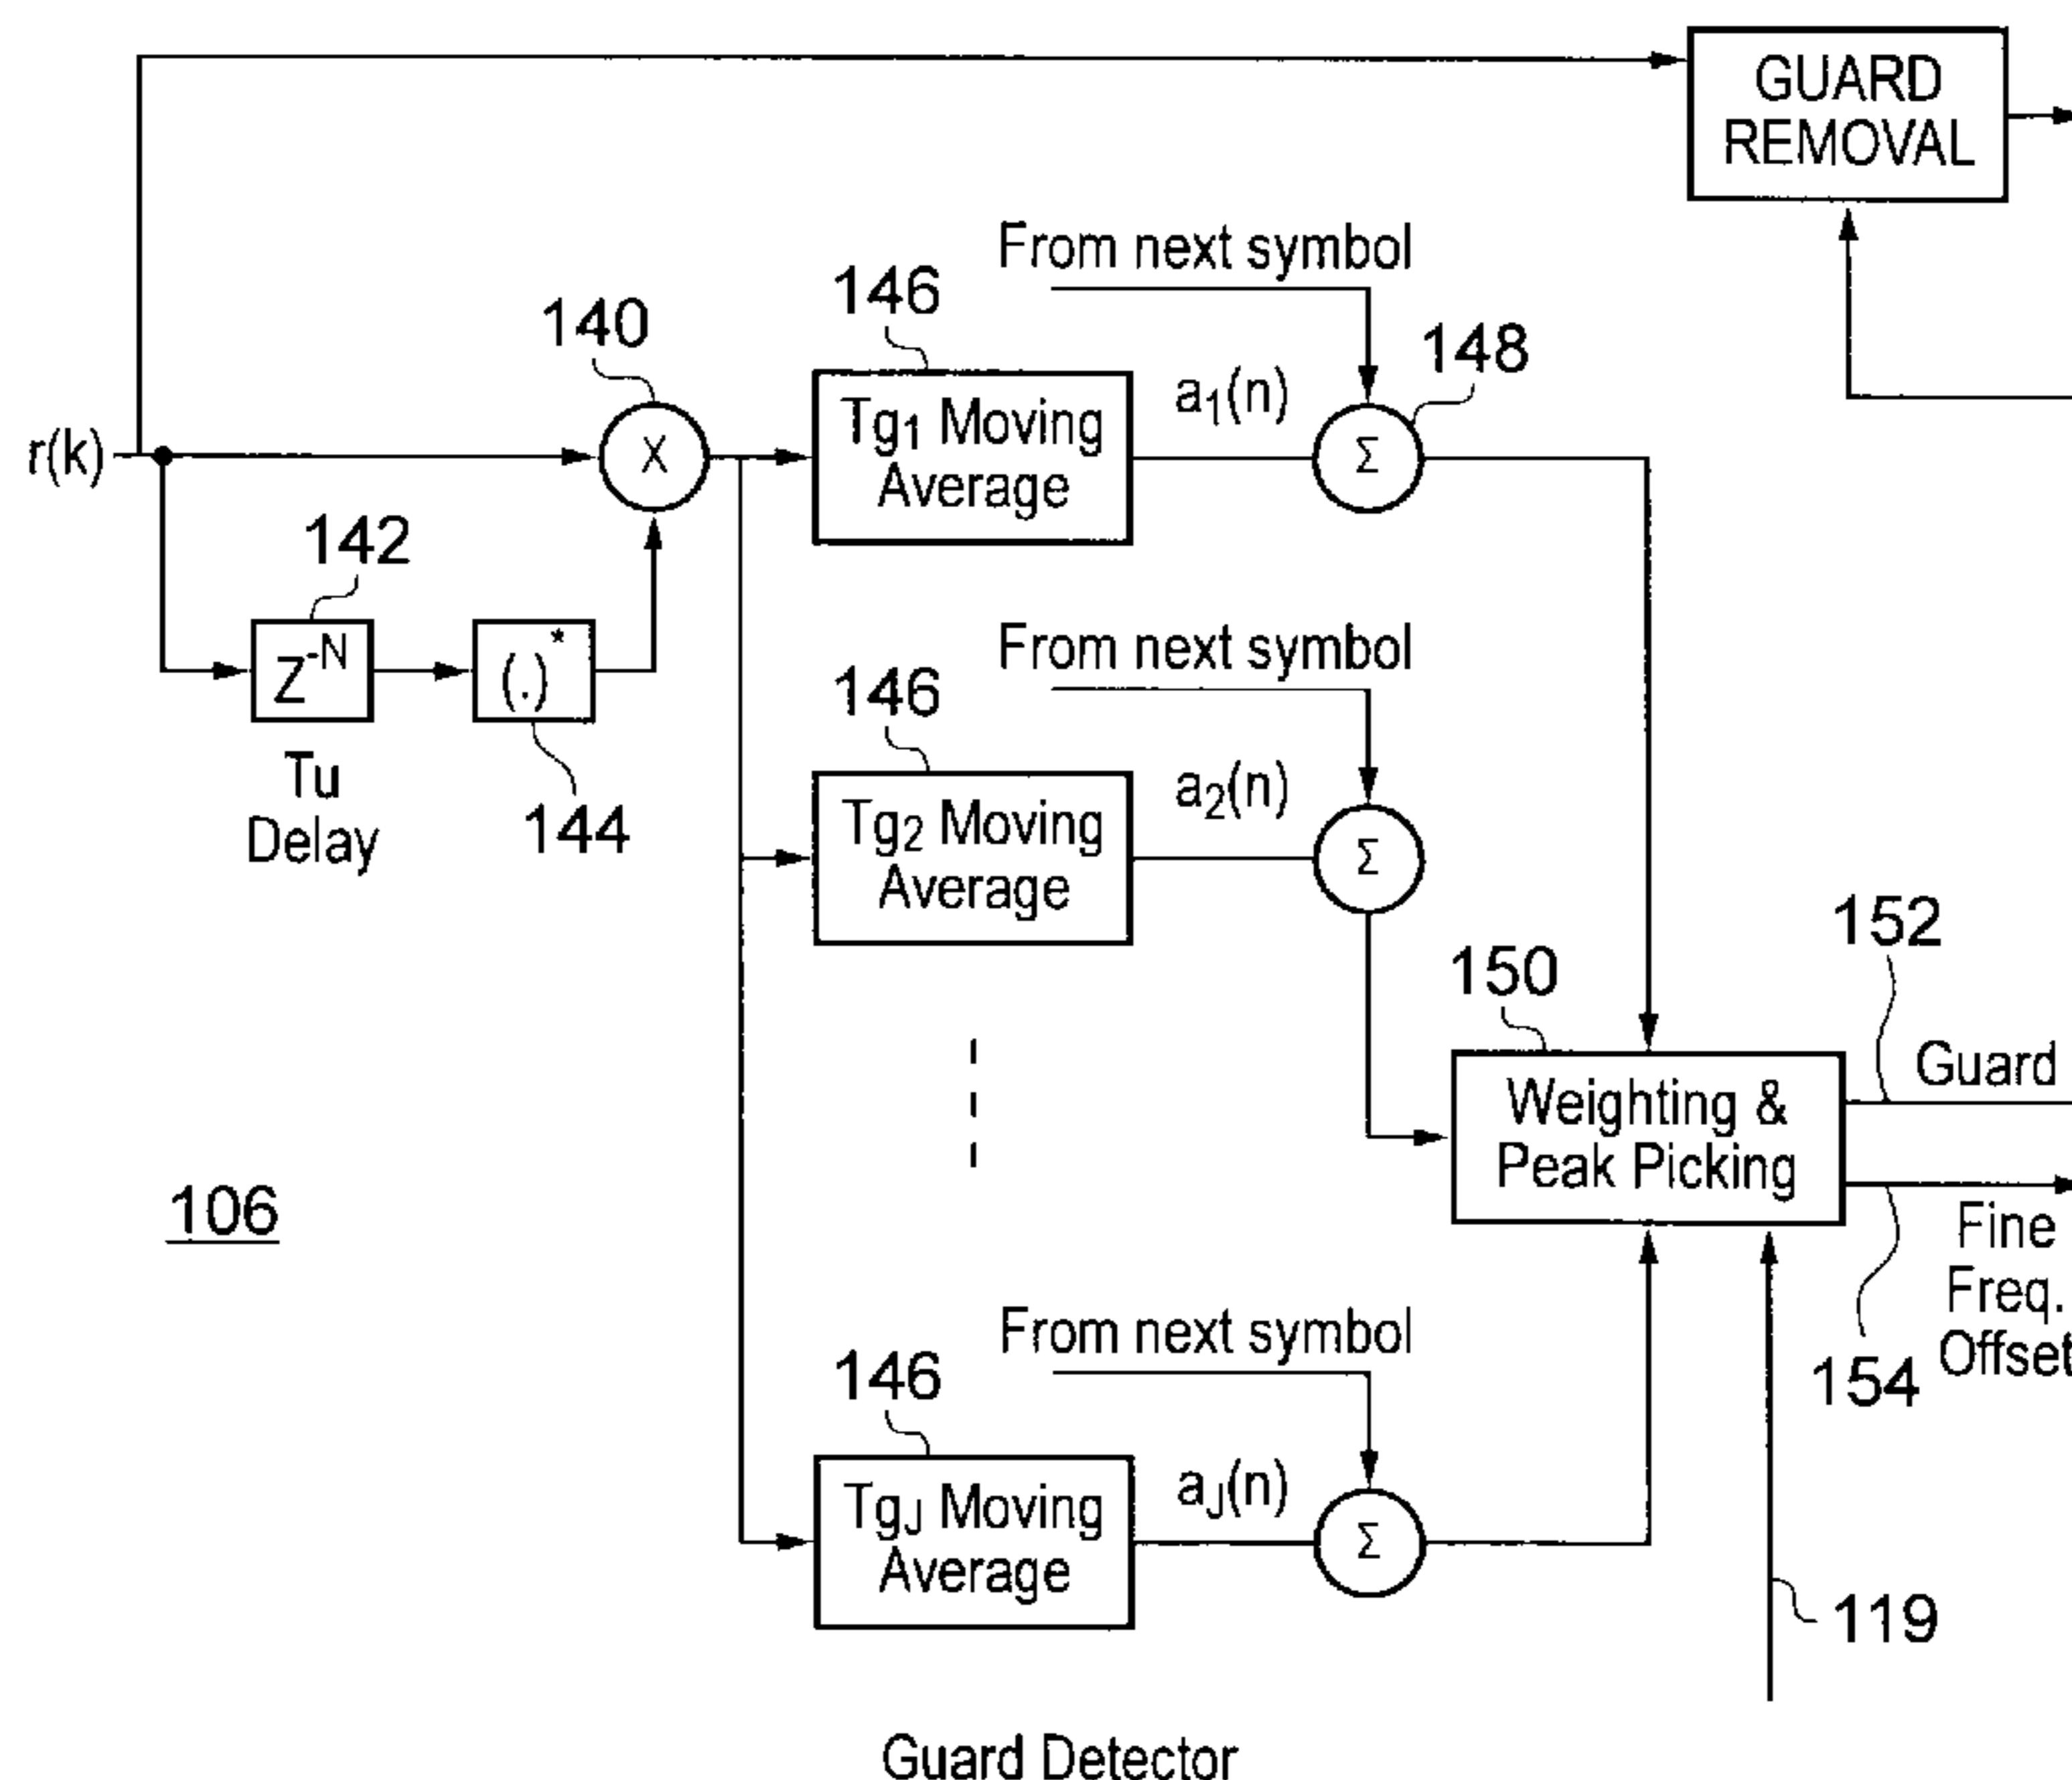 GUARD
REMOVAL
From next symbol
146
140
148
a1(n)
Tg1 Moving
Average
r(k)
X
Σ
142
Z-N
(.)*
Tu
Delay
144
From next symbol
146
a2(n)
Tg2 Moving
Average
Σ
152
150
Guard
Weighting &
Peak Picking
106
Fine
Freq.
Offset
154
From next symbol
146
aJ(n)
TgJ Moving
Average
Σ
119
Guard Detector